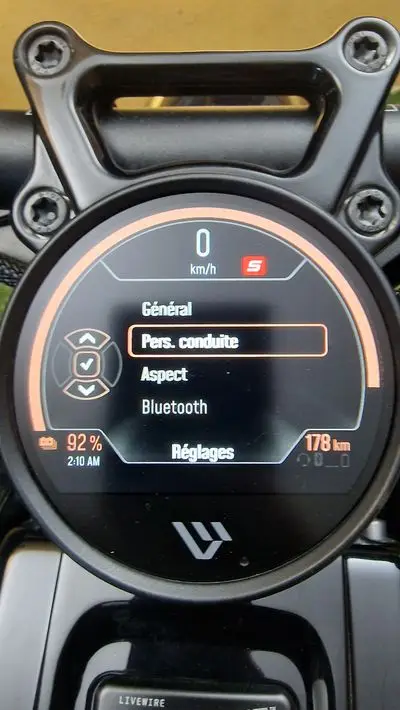 0
km/h
S
Général
Pers. conduite
Aspect
Bluetooth
92 %
178 km
2:10 AM
Réglages
LIVEWIRE